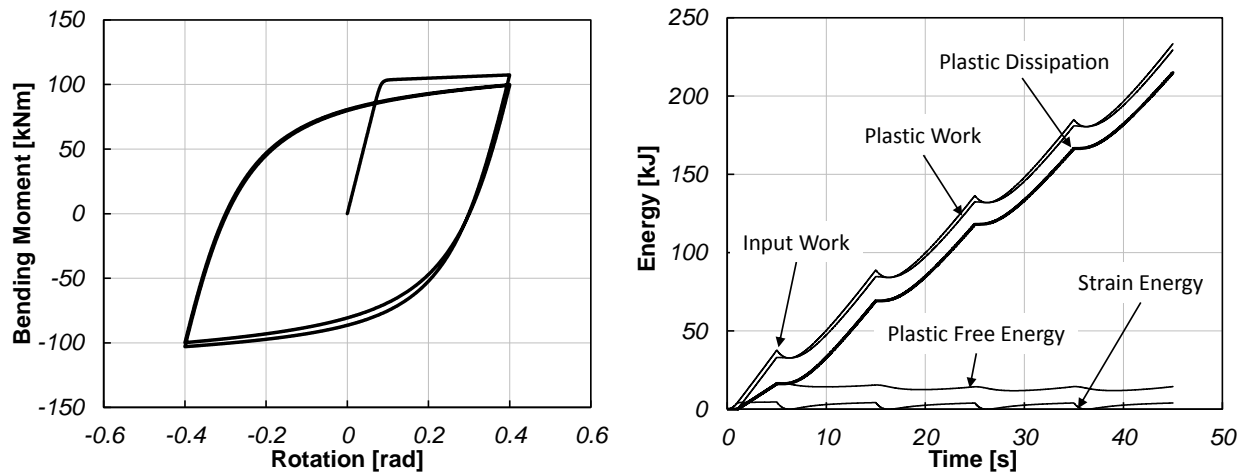 150
100
50
0
-50
-100
-150
-0.6 -0.4 -0.2 0 0.2 0.4 0.6
Bending Moment [kNm]
Rotation [rad]
250
200
150
100
50
0
0 10 20 30 40 50
Energy [kJ]
Time [s]
Plastic Dissipation
Plastic Work
Input Work
Strain Energy
Plastic Free Energy